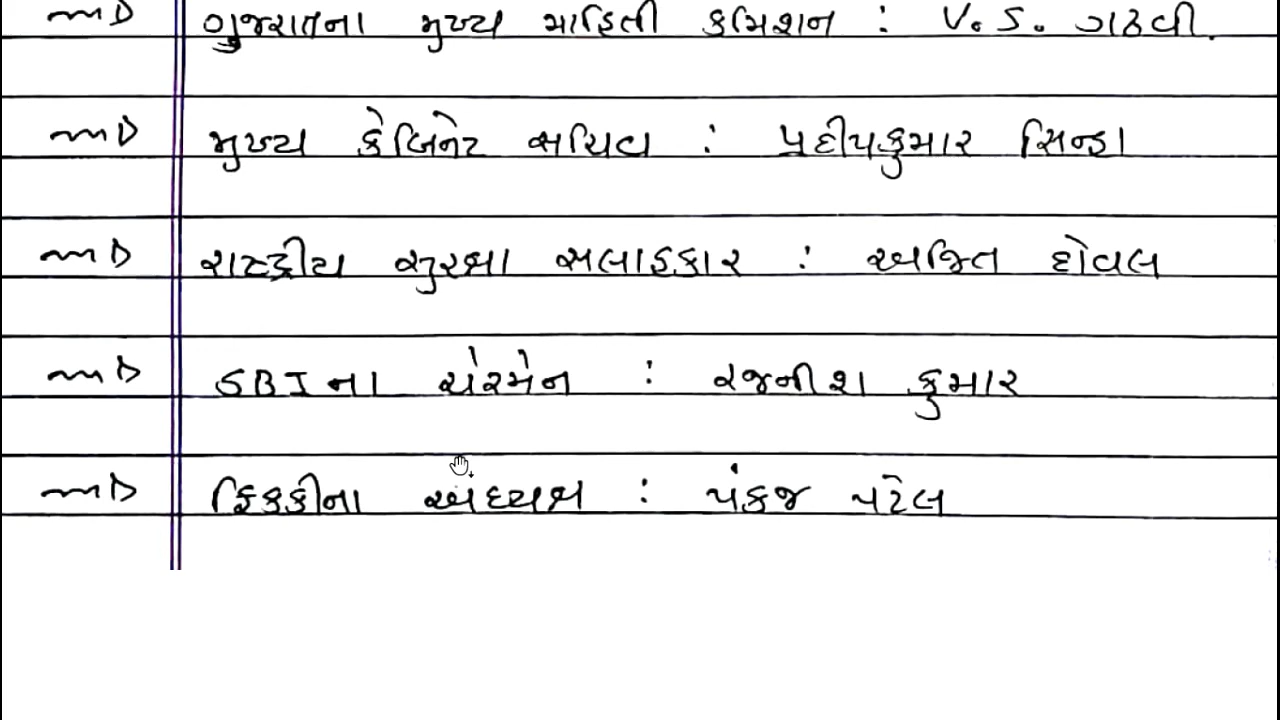 ગુજરાતના મુખ્ય માહિતી કમિશન : V. S. ગઢવી.
મુખ્ય કેબિનેટ સચિવ : પ્રદીપકુમાર સિન્હા
રાષ્ટ્રીય સુરક્ષા સલાહકાર : અજિત દોવલ
SBI ના ચેરમેન : રજનીશ કુમાર
ફિક્કીના અધ્યક્ષ : પંકજ પટેલ